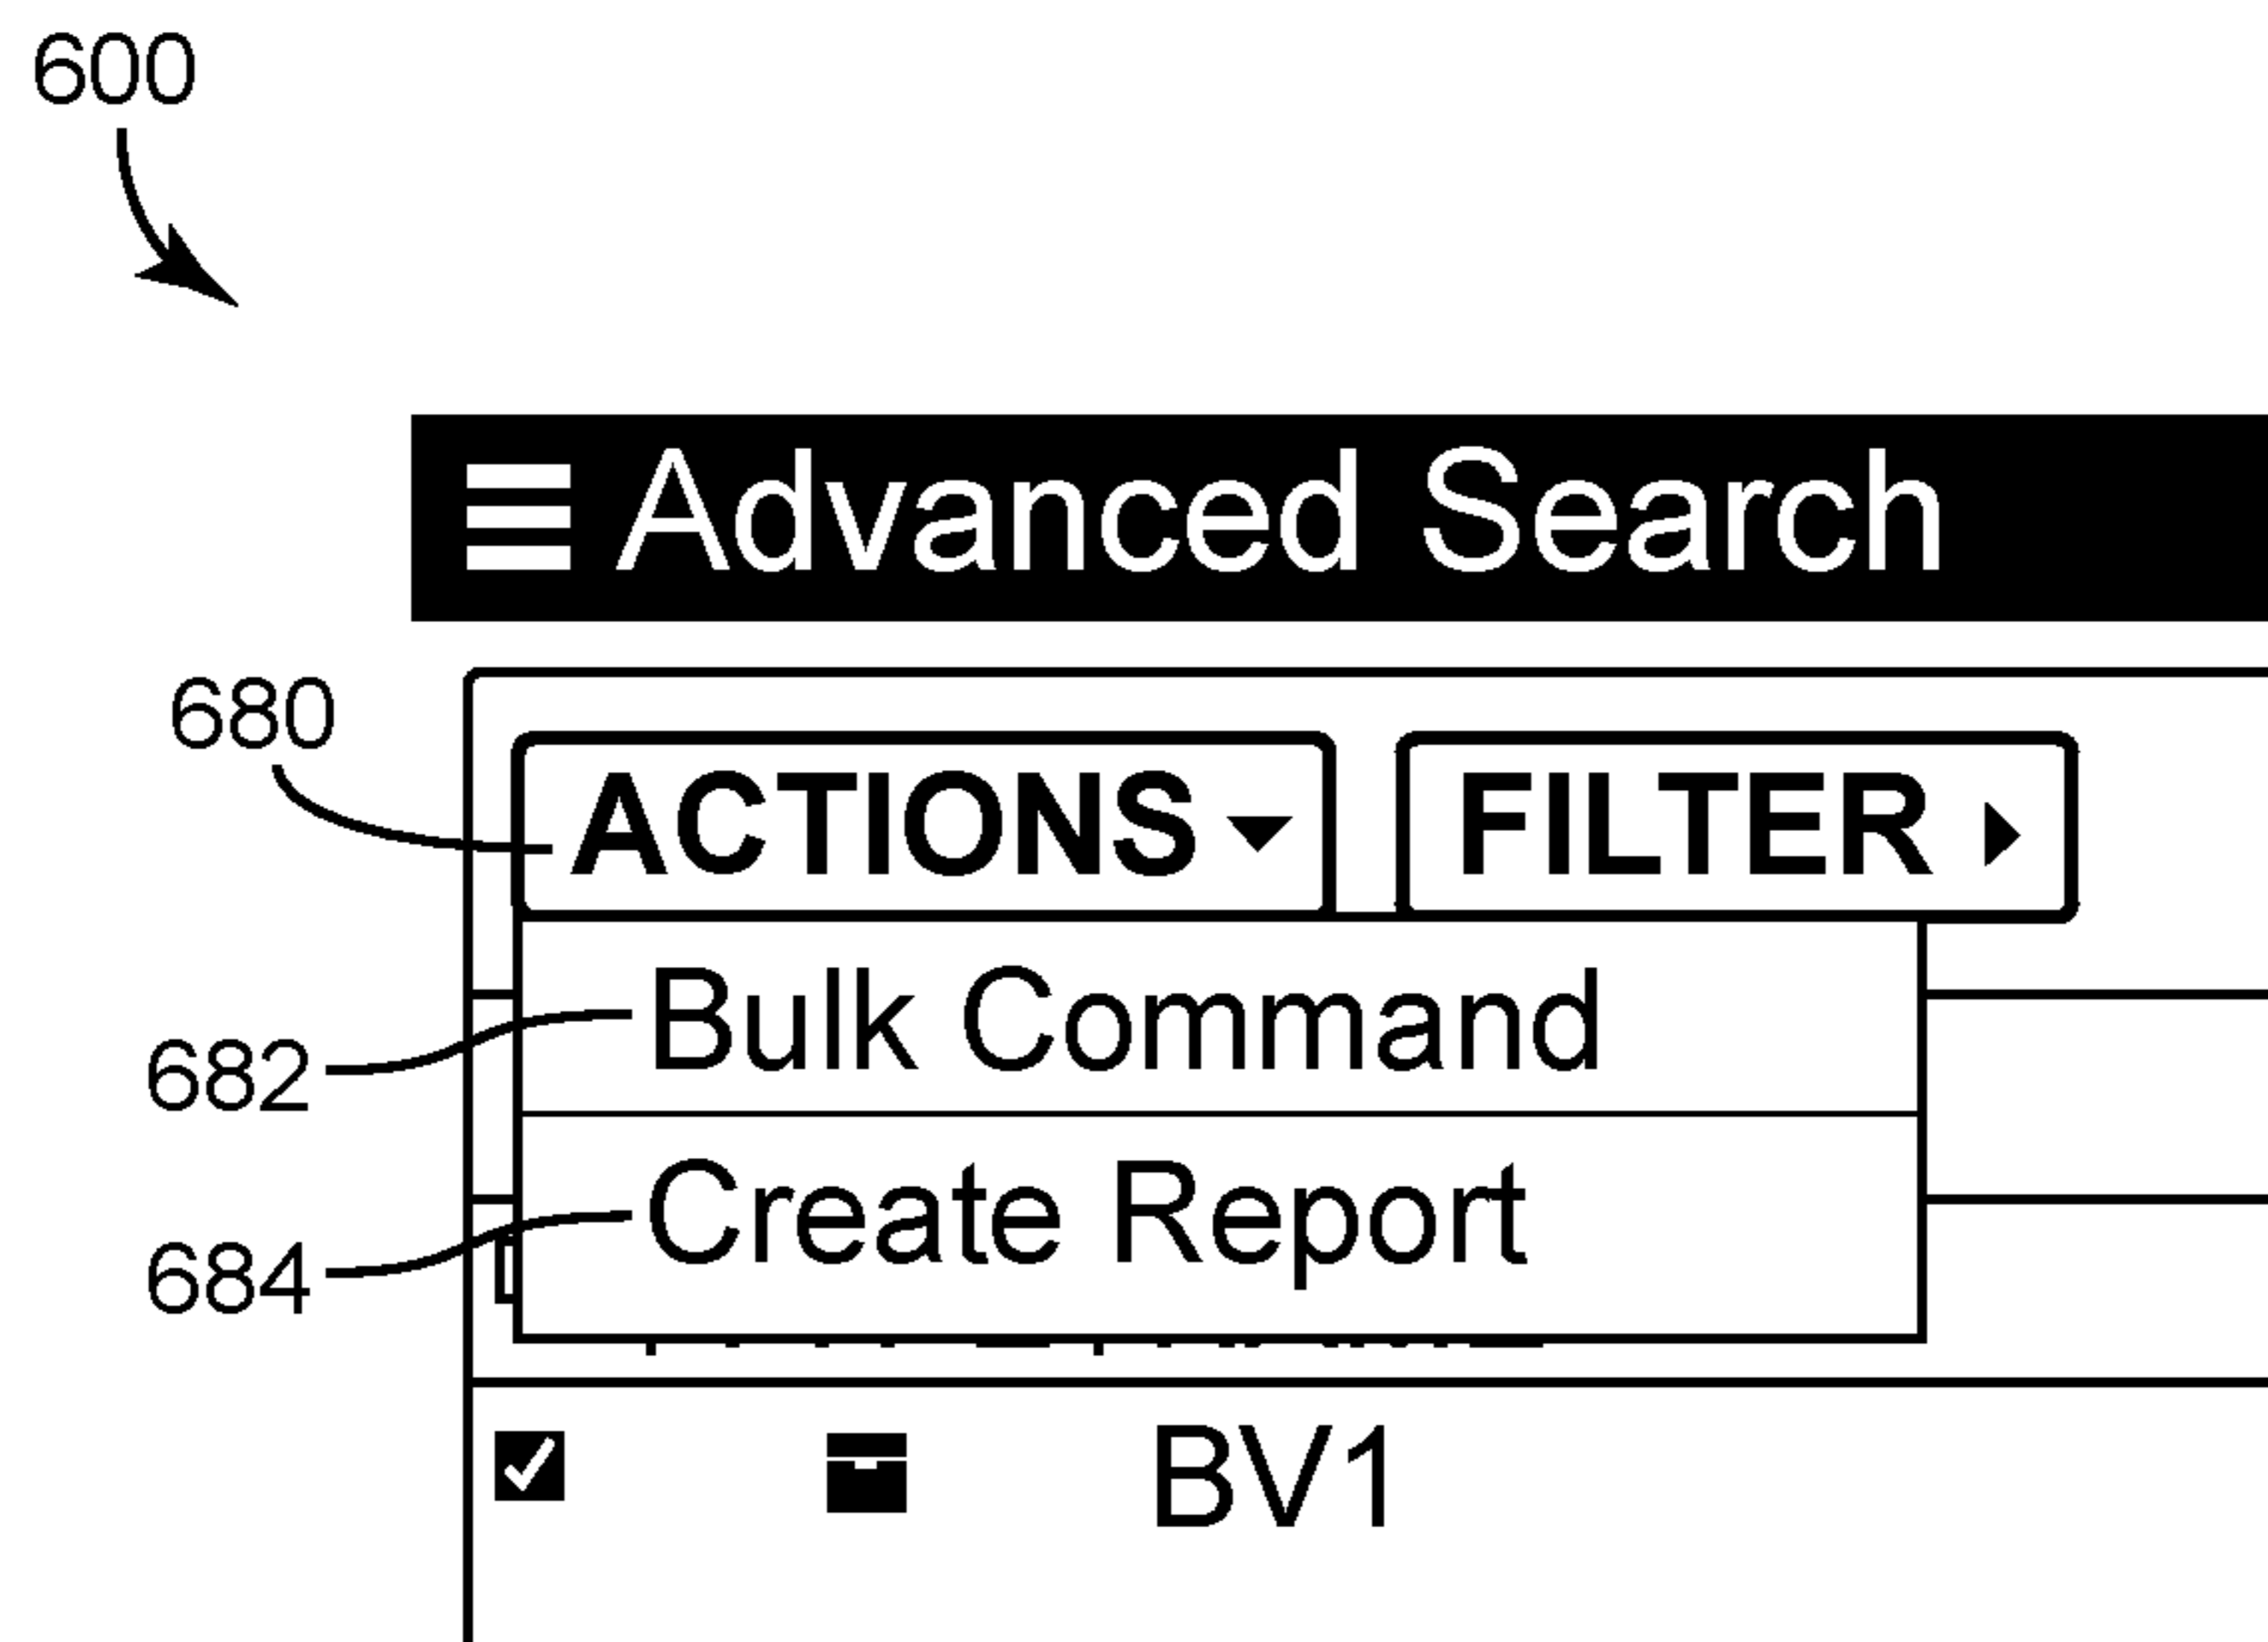 600
Advanced Search
680
ACTIONS FILTER
682 Bulk Command
684 Create Report
BV1